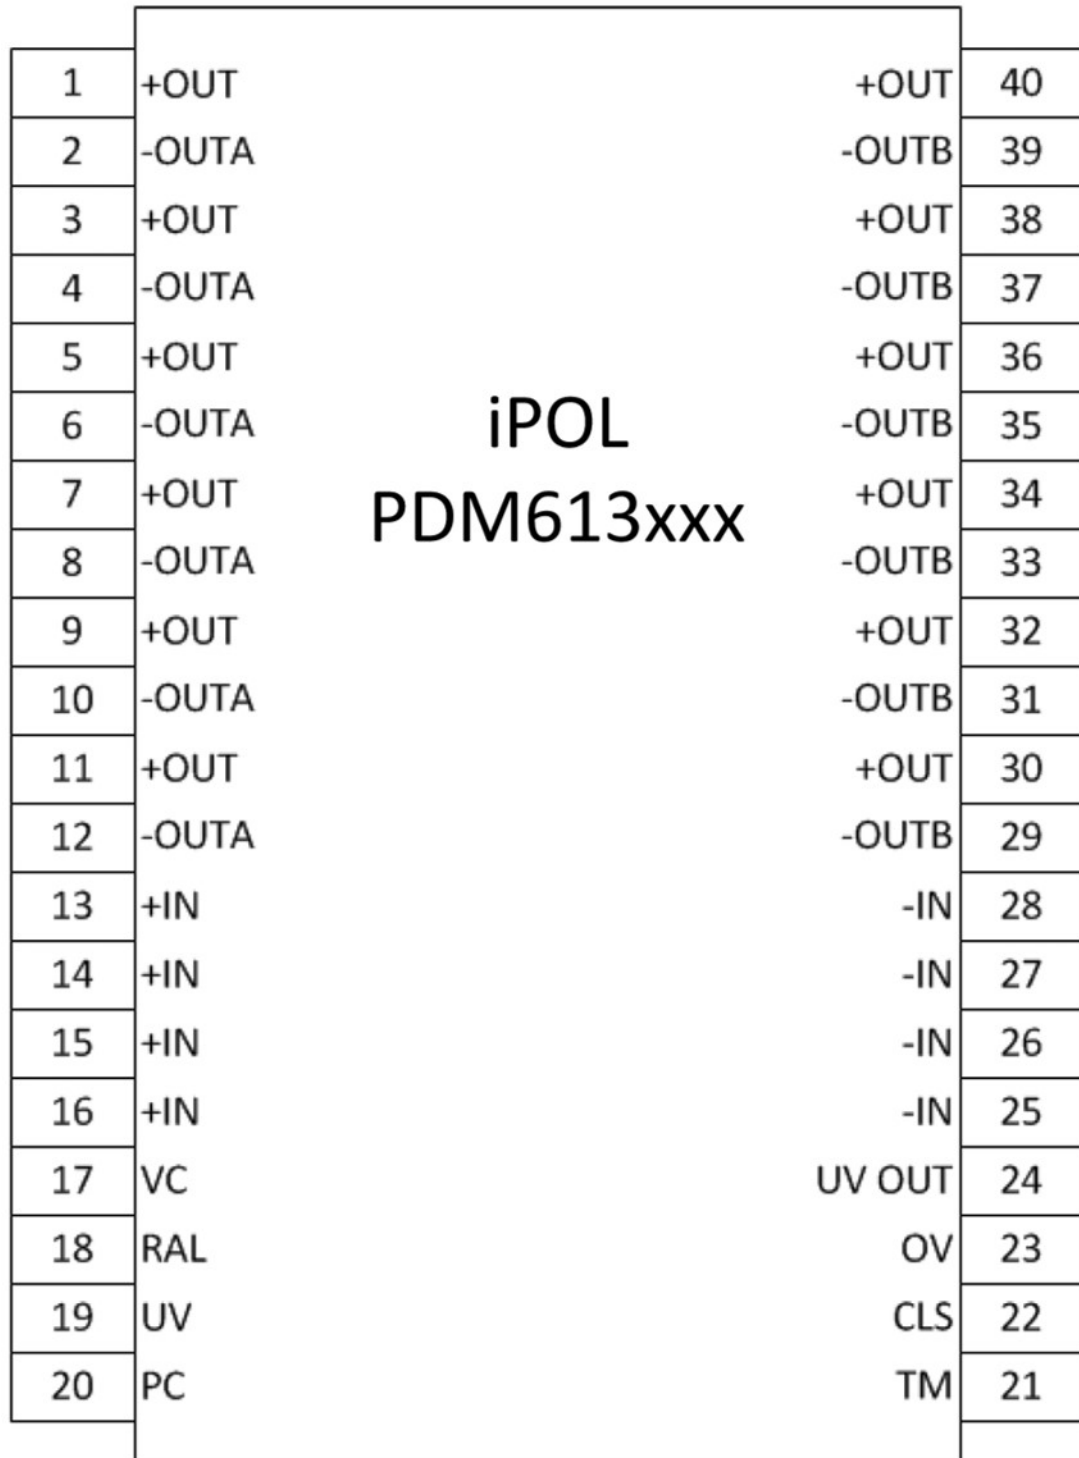 1 +OUT +OUT 40
2 -OUTA -OUTB 39
3 +OUT +OUT 38
4 -OUTA -OUTB 37
5 +OUT +OUT 36
6 -OUTA iPOL -OUTB 35
7 +OUT PDM613xxx +OUT 34
8 -OUTA -OUTB 33
9 +OUT +OUT 32
10 -OUTA -OUTB 31
11 +OUT +OUT 30
12 -OUTA -OUTB 29
13 +IN -IN 28
14 +IN -IN 27
15 +IN -IN 26
16 +IN -IN 25
17 VC UV OUT 24
18 RAL OV 23
19 UV CLS 22
20 PC TM 21